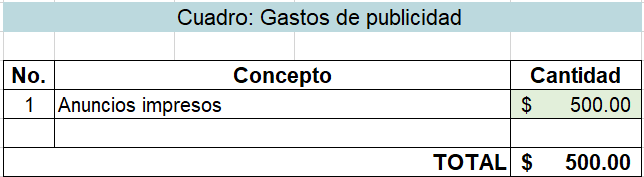 Cuadro: Gastos de publicidad
No. Concepto Cantidad
1 Anuncios impresos $ 500.00
TOTAL $ 500.00